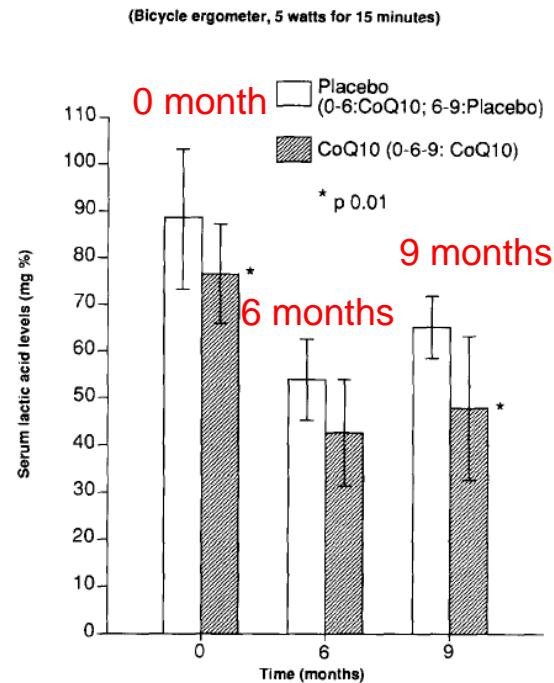 (Bicycle ergometer, 5 watts for 15 minutes)
0 month
Placebo
(0-6:CoQ10; 6-9:Placebo)
CoQ10 (0-6-9: CoQ10)
* p 0.01
9 months
6 months
*
*
Serum lactic acid levels (mg %)
110
100
90
80
70
60
50
40
30
20
10
0
0 6 9
Time (months)